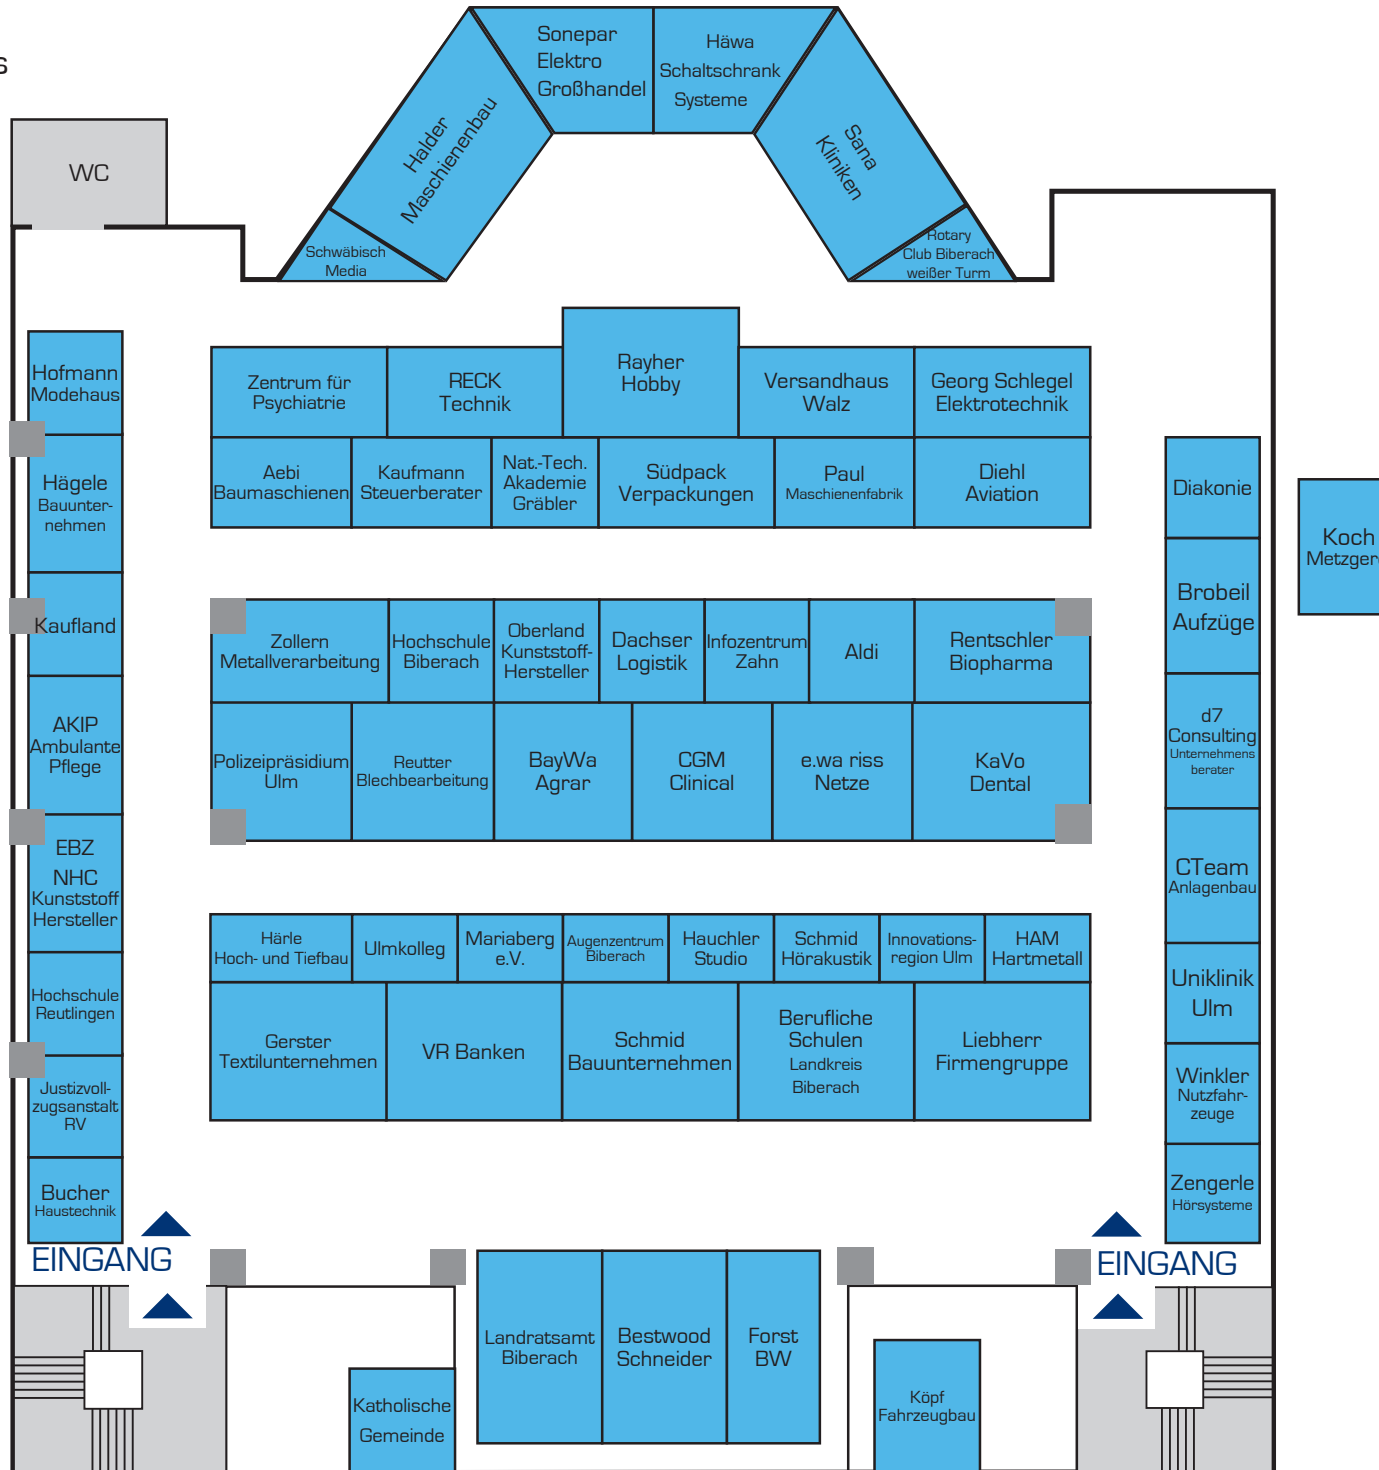 s
WC
Sonepar
Elektro
Großhandel
Häwa
Schaltschrank
Systeme
Halder
Maschienenbau
Sana
Kliniken
Schwäbisch
Media
Rotary
Club Biberach
weißer Turm
Hofmann
Modehaus
Hägele
Bauunter-
nehmen
Kaufland
AKIP
Ambulante
Pflege
EBZ
NHC
Kunststoff
Hersteller
Hochschule
Reutlingen
Justizvoll-
zugsanstalt
RV
Bucher
Haustechnik
Zentrum für
Psychiatrie
RECK
Technik
Rayher
Hobby
Versandhaus
Walz
Georg Schlegel
Elektrotechnik
Aebi
Baumaschienen
Kaufmann
Steuerberater
Nat.-Tech.
Akademie
Gräbler
Südpack
Verpackungen
Paul
Maschienenfabrik
Diehl
Aviation
Zollern
Metallverarbeitung
Hochschule
Biberach
Oberland
Kunststoff-
Hersteller
Dachser
Logistik
Infozentrum
Zahn
Aldi
Rentschler
Biopharma
Polizeipräsidium
Ulm
Reutter
Blechbearbeitung
BayWa
Agrar
CGM
Clinical
e.wa riss
Netze
KaVo
Dental
Härle
Hoch- und Tiefbau
Ulmkolleg
Mariaberg
e.V.
Augenzentrum
Biberach
Hauchler
Studio
Schmid
Hörakustik
Innovations-
region Ulm
HAM
Hartmetall
Gerster
Textilunternehmen
VR Banken
Schmid
Bauunternehmen
Berufliche
Schulen
Landkreis
Biberach
Liebherr
Firmengruppe
Diakonie
Brobeil
Aufzüge
d7
Consulting
Unternehmens
berater
CTeam
Anlagenbau
Uniklinik
Ulm
Winkler
Nutzfahr-
zeuge
Zengerle
Hörsysteme
Koch
Metzger
EINGANG
EINGANG
Landratsamt
Biberach
Bestwood
Schneider
Forst
BW
Katholische
Gemeinde
Köpf
Fahrzeugbau